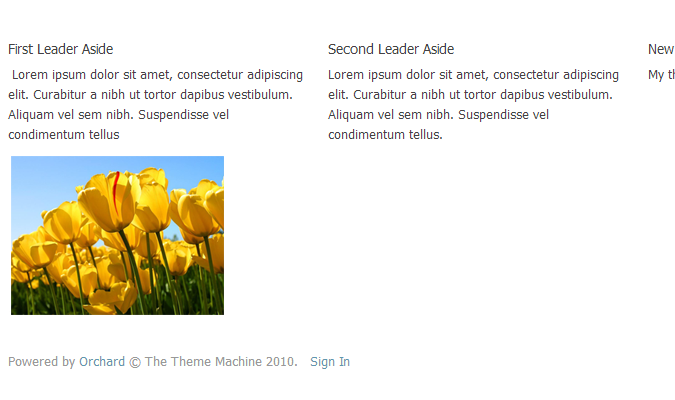 First Leader Aside
Lorem ipsum dolor sit amet, consectetur adipiscing
elit. Curabitur a nibh ut tortor dapibus vestibulum.
Aliquam vel sem nibh. Suspendisse vel
condimentum tellus
Second Leader Aside
Lorem ipsum dolor sit amet, consectetur adipiscing
elit. Curabitur a nibh ut tortor dapibus vestibulum.
Aliquam vel sem nibh. Suspendisse vel
condimentum tellus.
New
My
Powered by Orchard © The Theme Machine 2010. Sign In